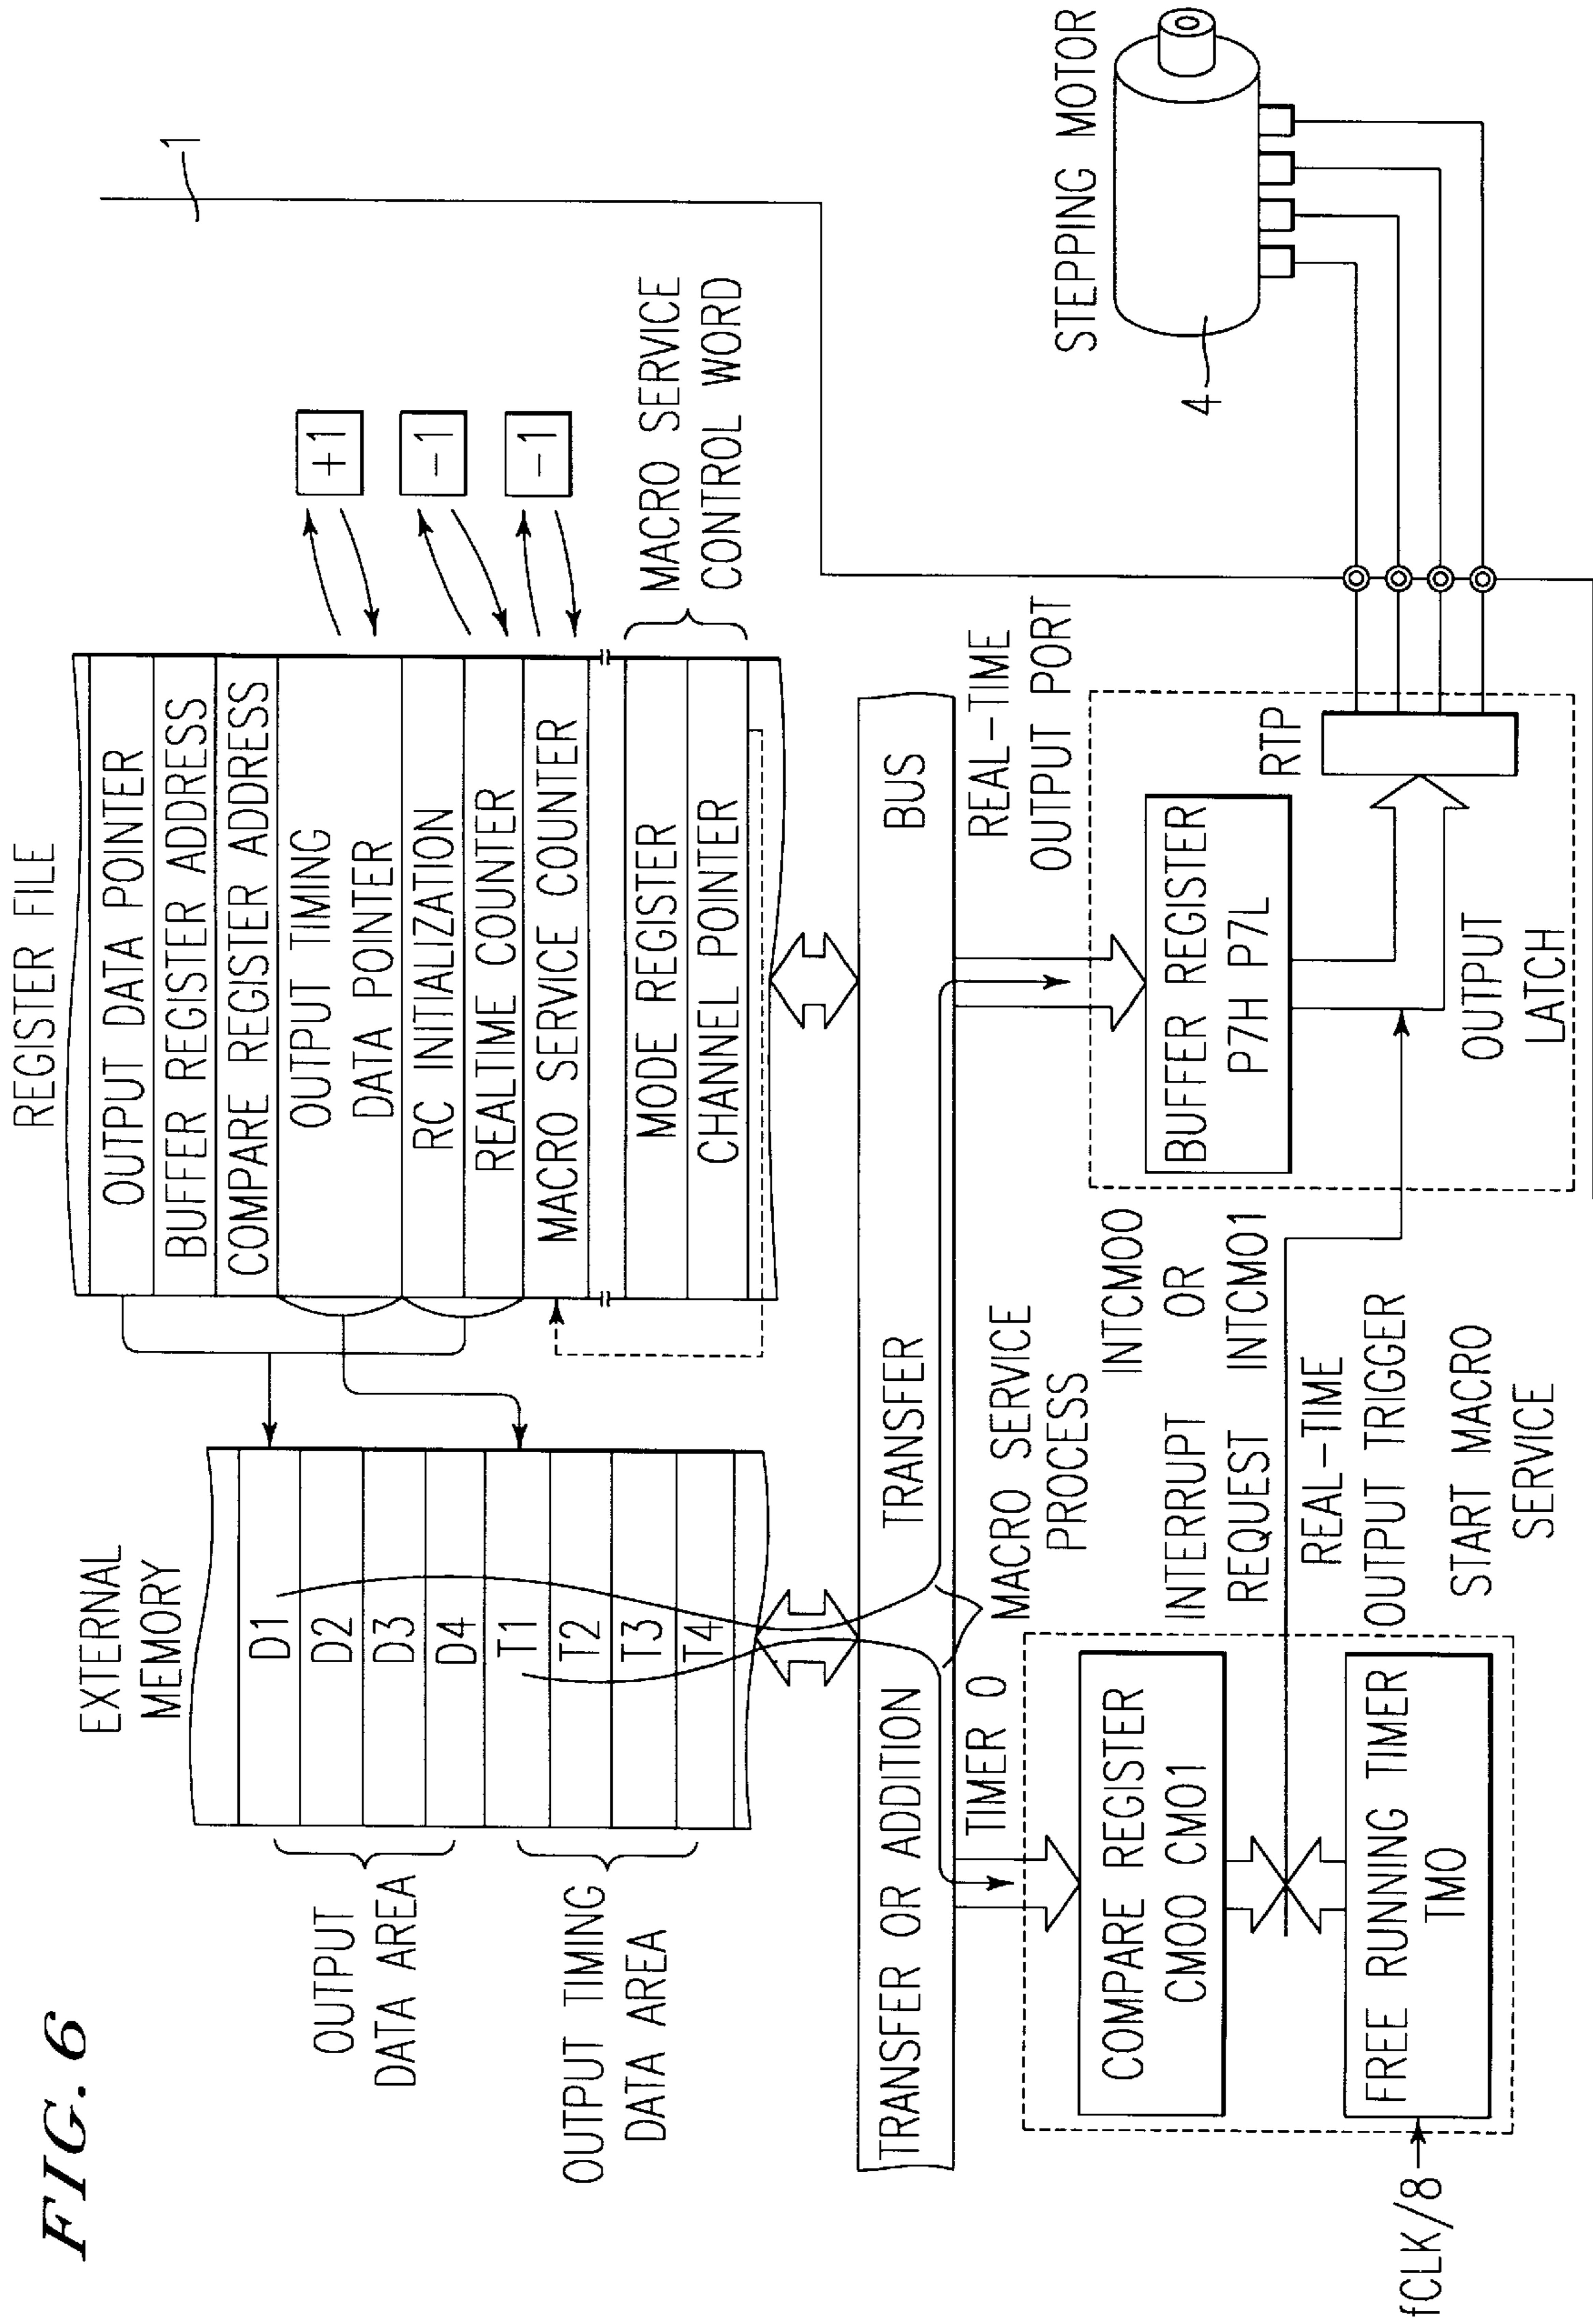 FIG. 6
EXTERNAL
MEMORY
D1
D2
D3
D4
T1
T2
T3
T4
OUTPUT
DATA AREA
OUTPUT TIMING
DATA AREA
REGISTER FILE
OUTPUT DATA POINTER
BUFFER REGISTER ADDRESS
COMPARE REGISTER ADDRESS
OUTPUT TIMING
DATA POINTER
RC INITIALIZATION
REALTIME COUNTER
MACRO SERVICE COUNTER
MODE REGISTER
CHANNEL POINTER
+1
-1
-1
MACRO SERVICE
CONTROL WORD
1
TRANSFER OR ADDITION
TRANSFER
BUS
TIMER 0
MACRO SERVICE
PROCESS
COMPARE REGISTER
CM00 CM01
FREE RUNNING TIMER
TM0
fCLK/8
INTERRUPT
REQUEST
INTCM00
OR
INTCM01
REAL-TIME
OUTPUT TRIGGER
START MACRO
SERVICE
REAL-TIME
OUTPUT PORT
BUFFER REGISTER
P7H P7L
RTP
OUTPUT
LATCH
STEPPING MOTOR
4